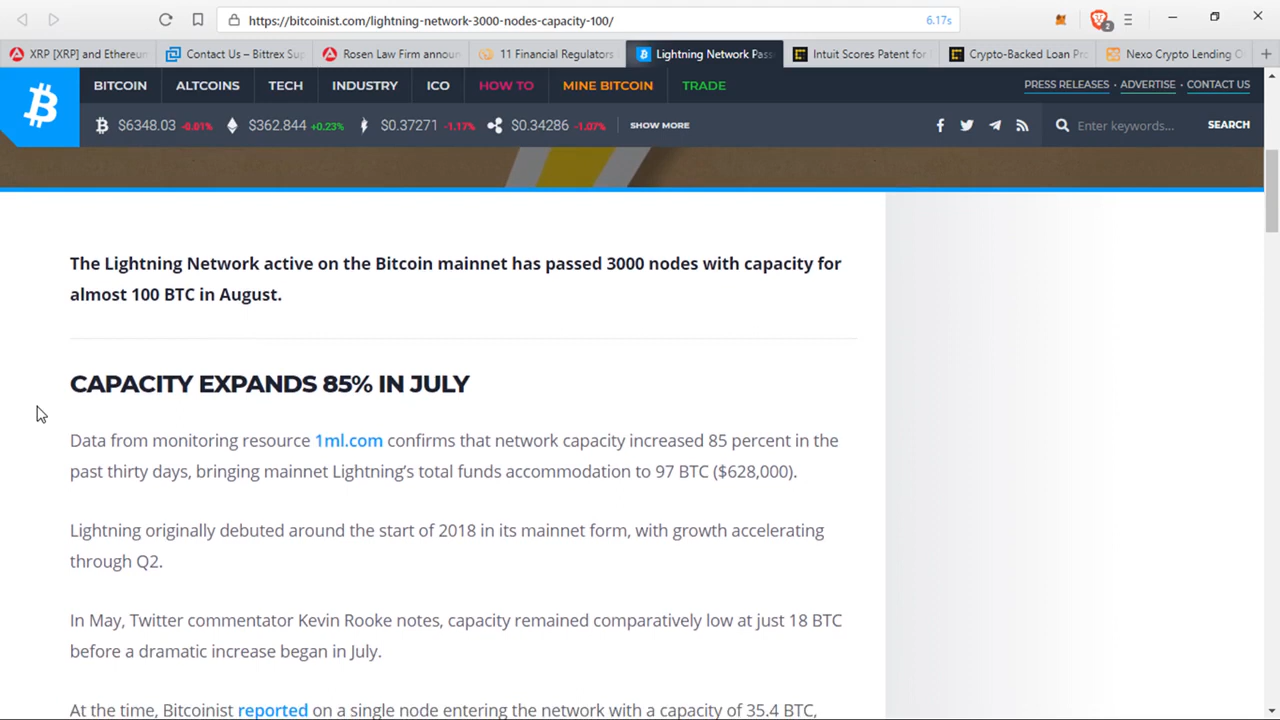 https://bitcoinist.com/lightning-network-3000-nodes-capacity-100/ 6.17s 2
XRP [XRP] and Ethereum Contact Us – Bittrex Sup Rosen Law Firm announ 11 Financial Regulators Lightning Network Pass Intuit Scores Patent for Crypto-Backed Loan Pro Nexo Crypto Lending O
BITCOIN ALTCOINS TECH INDUSTRY ICO HOW TO MINE BITCOIN TRADE PRESS RELEASES · ADVERTISE · CONTACT US
$6348.03 -0.01% $362.844 +0.23% $0.37271 -1.17% $0.34286 -1.07% SHOW MORE Enter keywords... SEARCH
The Lightning Network active on the Bitcoin mainnet has passed 3000 nodes with capacity for
almost 100 BTC in August.
CAPACITY EXPANDS 85% IN JULY
Data from monitoring resource 1ml.com confirms that network capacity increased 85 percent in the
past thirty days, bringing mainnet Lightning’s total funds accommodation to 97 BTC ($628,000).
Lightning originally debuted around the start of 2018 in its mainnet form, with growth accelerating
through Q2.
In May, Twitter commentator Kevin Rooke notes, capacity remained comparatively low at just 18 BTC
before a dramatic increase began in July.
At the time, Bitcoinist reported on a single node entering the network with a capacity of 35.4 BTC,